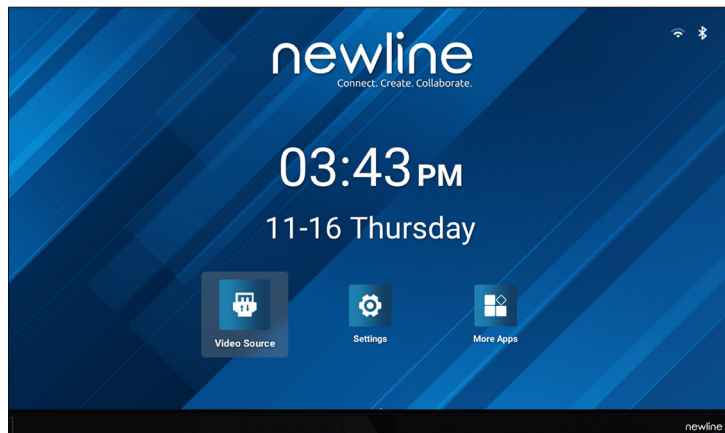 newline
Connect. Create. Collaborate.
03:43 PM
11-16 Thursday
Video Source
Settings
More Apps
newline